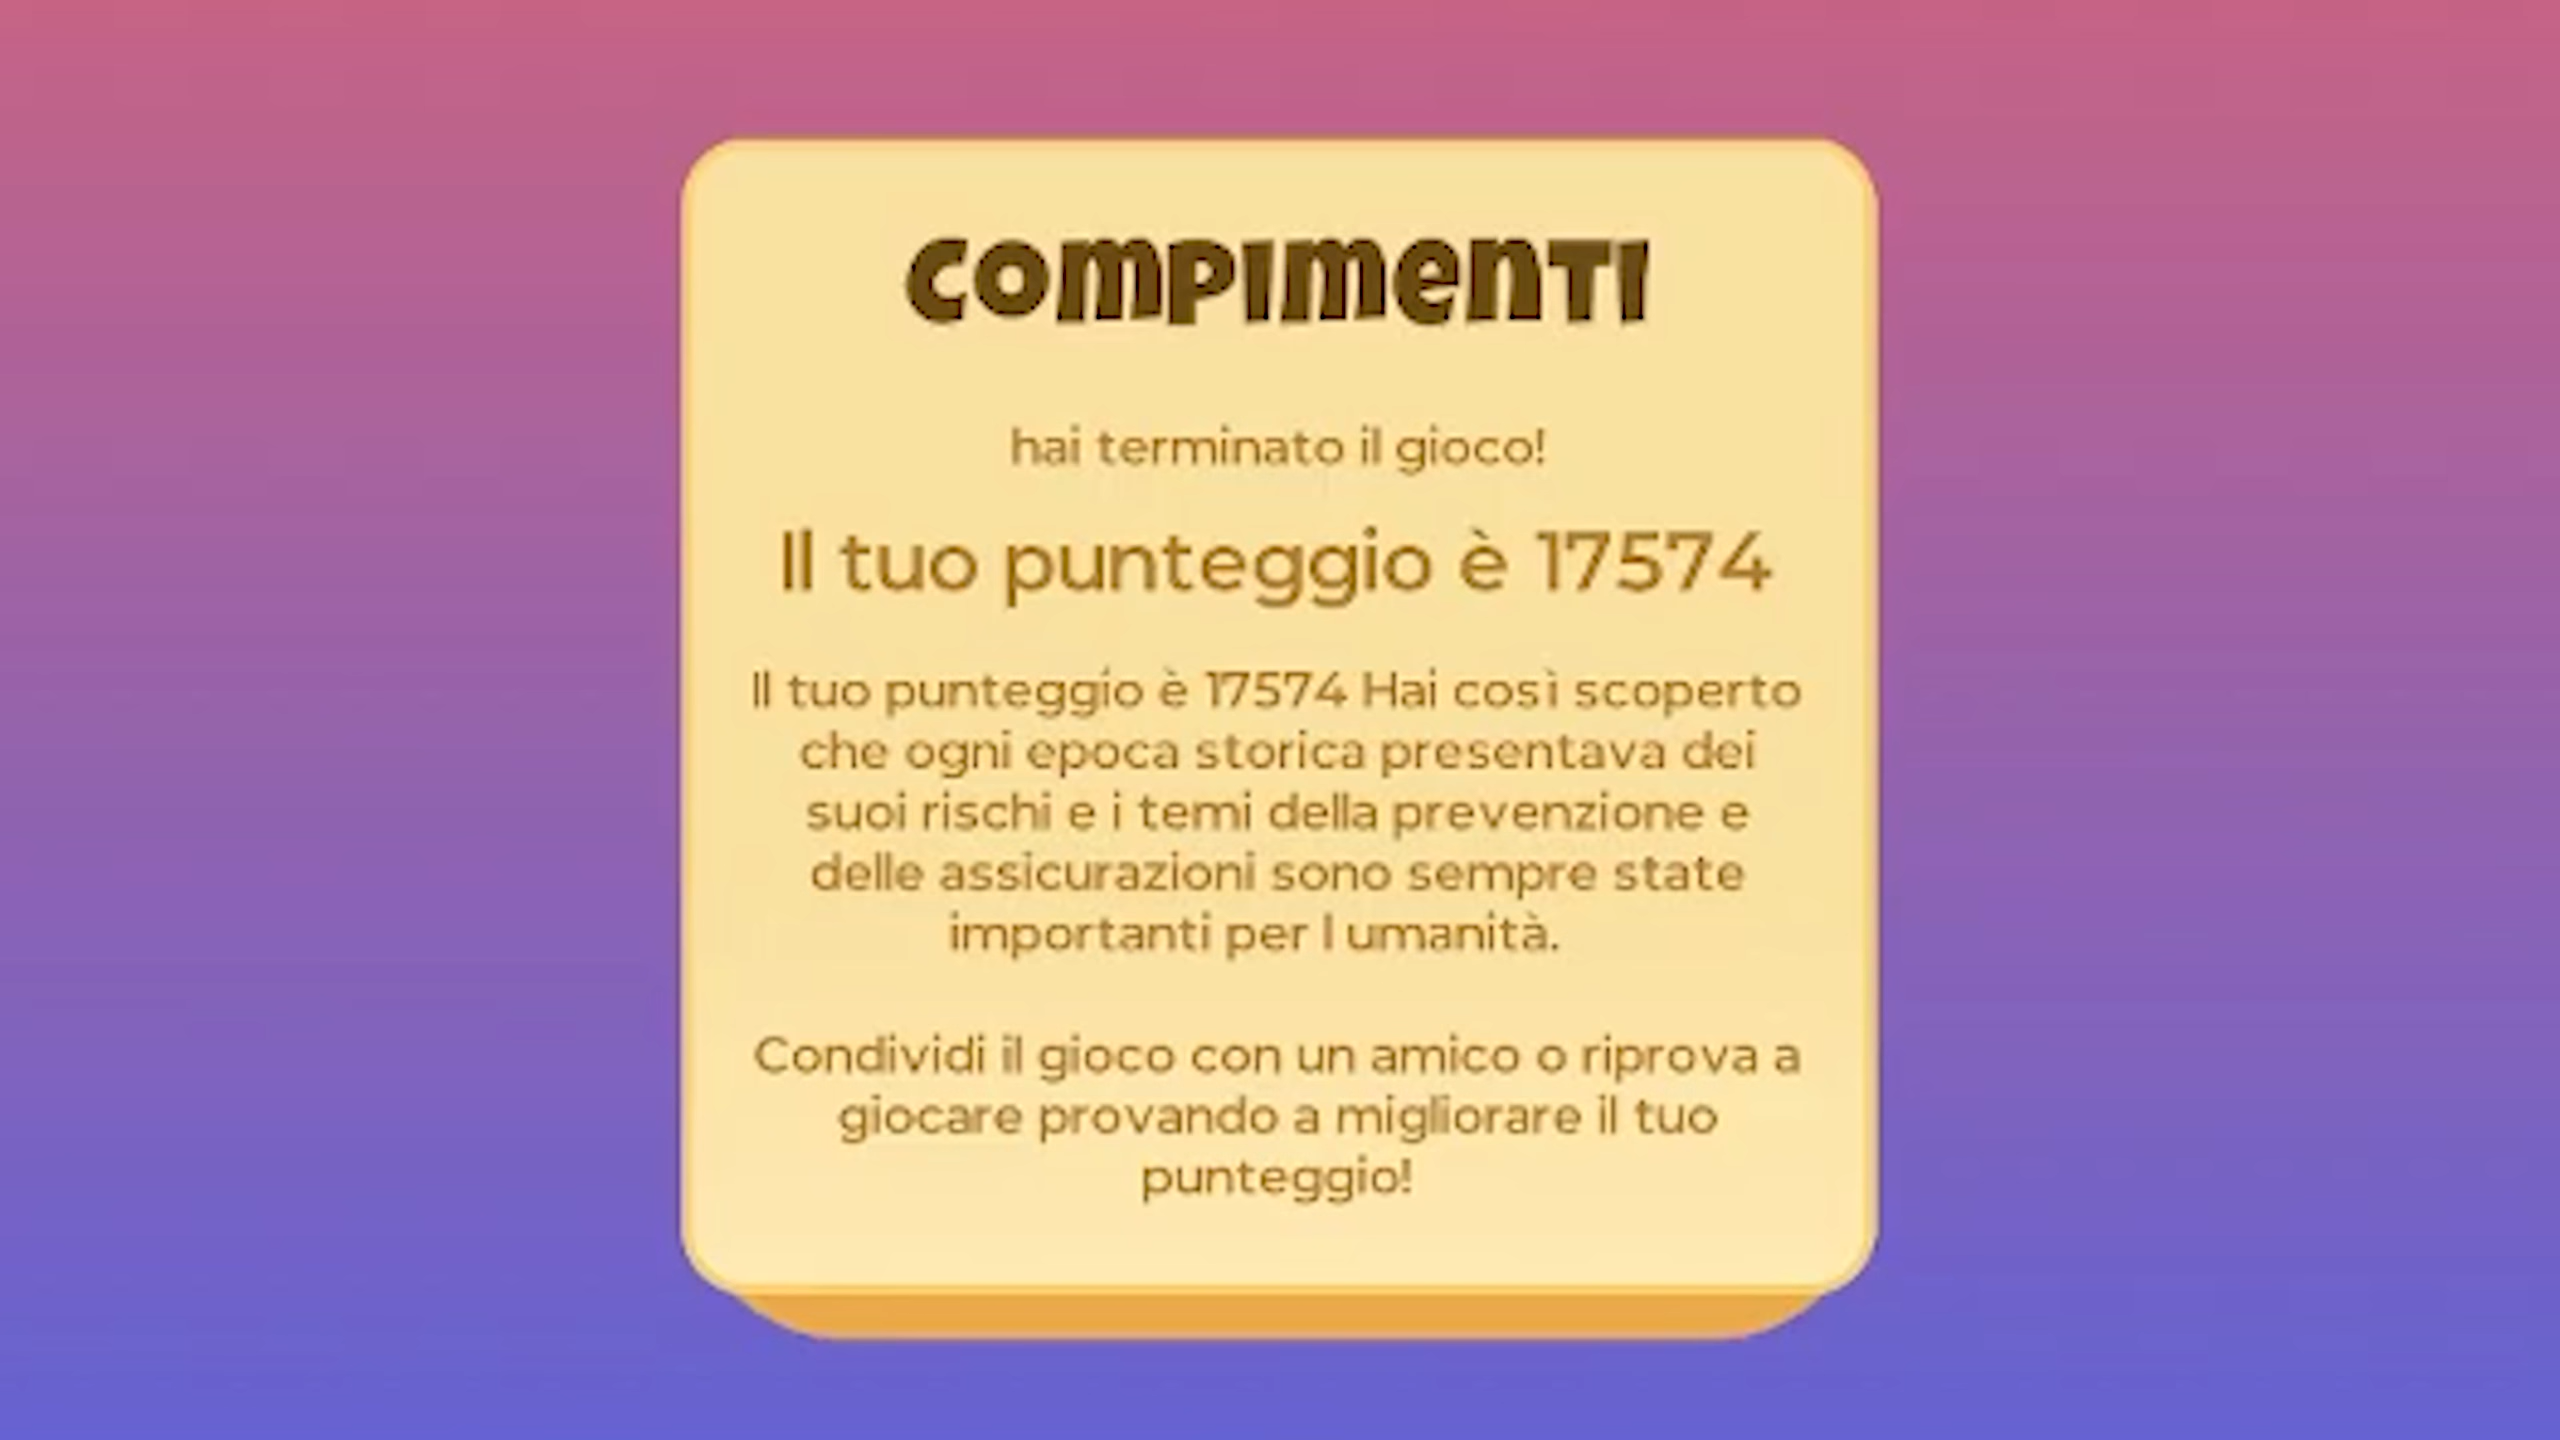 COMPIMENTI
hai terminato il gioco!
Il tuo punteggio è 17574
Il tuo punteggio è 17574 Hai così scoperto
che ogni epoca storica presentava dei
suoi rischi e i temi della prevenzione e
delle assicurazioni sono sempre state
importanti per l umanità.
Condividi il gioco con un amico o riprova a
giocare provando a migliorare il tuo
punteggio!